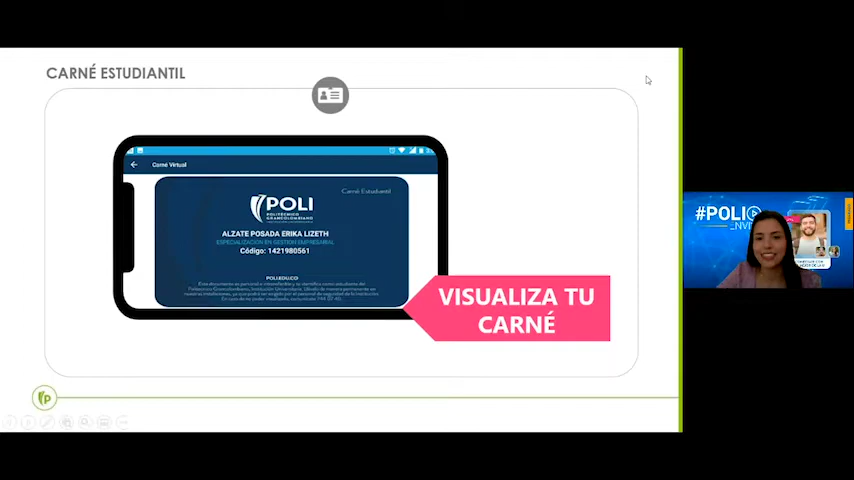 CARNÉ ESTUDIANTIL
Carné Virtual
Carné Estudiantil
POLI
POLITÉCNICO
GRANCOLOMBIANO
ALZATE POSADA ERIKA LIZETH
ESPECIALIZACIÓN EN GESTIÓN EMPRESARIAL
Código: 1421980561
POLI.EDU.CO
VISUALIZA TU
CARNÉ
#POLI